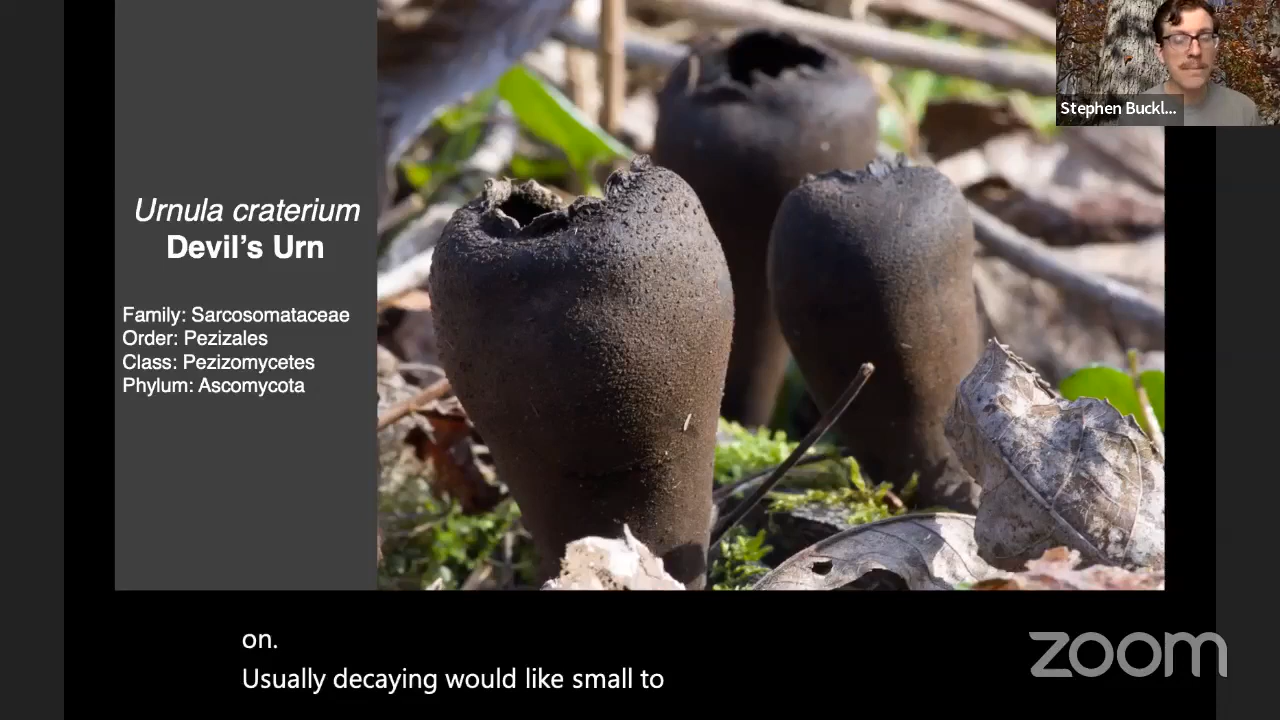 Stephen Buckl...
Urnula craterium
Devil's Urn
Family: Sarcosomataceae
Order: Pezizales
Class: Pezizomycetes
Phylum: Ascomycota
on.
Usually decaying would like small to
zoom